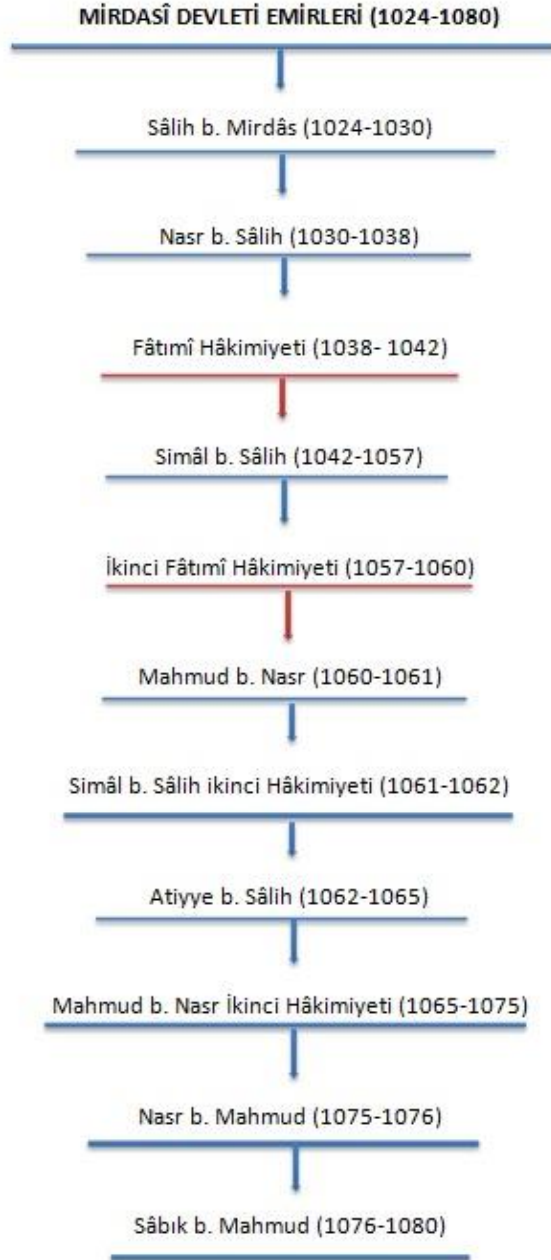 MİRDASÎ DEVLETİ EMİRLERİ (1024-1080)
Sâlih b. Mirdâs (1024-1030)
Nasr b. Sâlih (1030-1038)
Fâtımî Hâkimiyeti (1038- 1042)
Simâl b. Sâlih (1042-1057)
İkinci Fâtımî Hâkimiyeti (1057-1060)
Mahmud b. Nasr (1060-1061)
Simâl b. Sâlih ikinci Hâkimiyeti (1061-1062)
Atiyye b. Sâlih (1062-1065)
Mahmud b. Nasr İkinci Hâkimiyeti (1065-1075)
Nasr b. Mahmud (1075-1076)
Sâbık b. Mahmud (1076-1080)